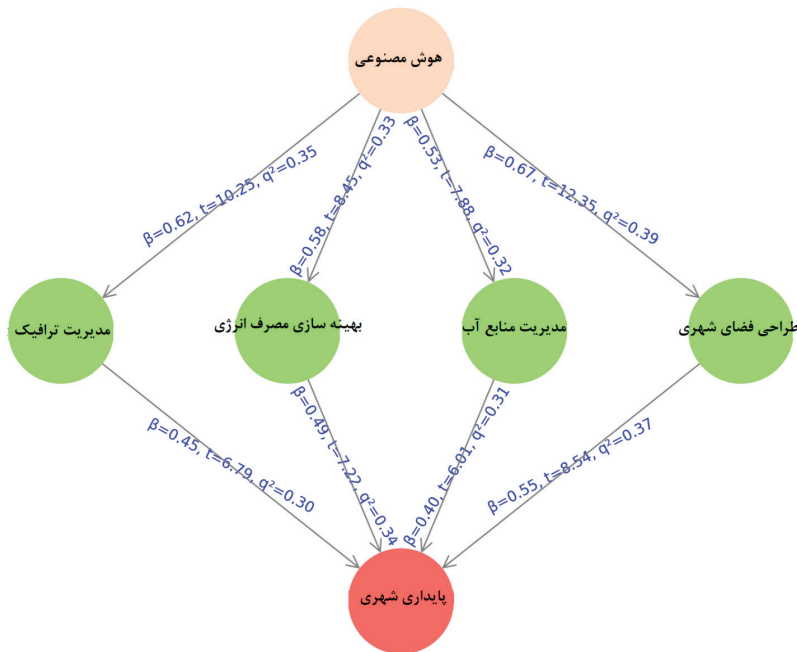 هوش مصنوعی
β=0.62, t=10.25, q²=0.35
β=0.58, t=8.45, q²=0.33
β=0.53, t=7.88, q²=0.32
β=0.67, t=12.35, q²=0.39
مدیریت ترافیک
بهینه سازی مصرف انرژی
مدیریت منابع آب
طراحی فضای شهری
β=0.45, t=6.79, q²=0.30
β=0.49, t=7.22, q²=0.34
β=0.40, t=6.01, q²=0.31
β=0.55, t=8.54, q²=0.37
پایداری شهری